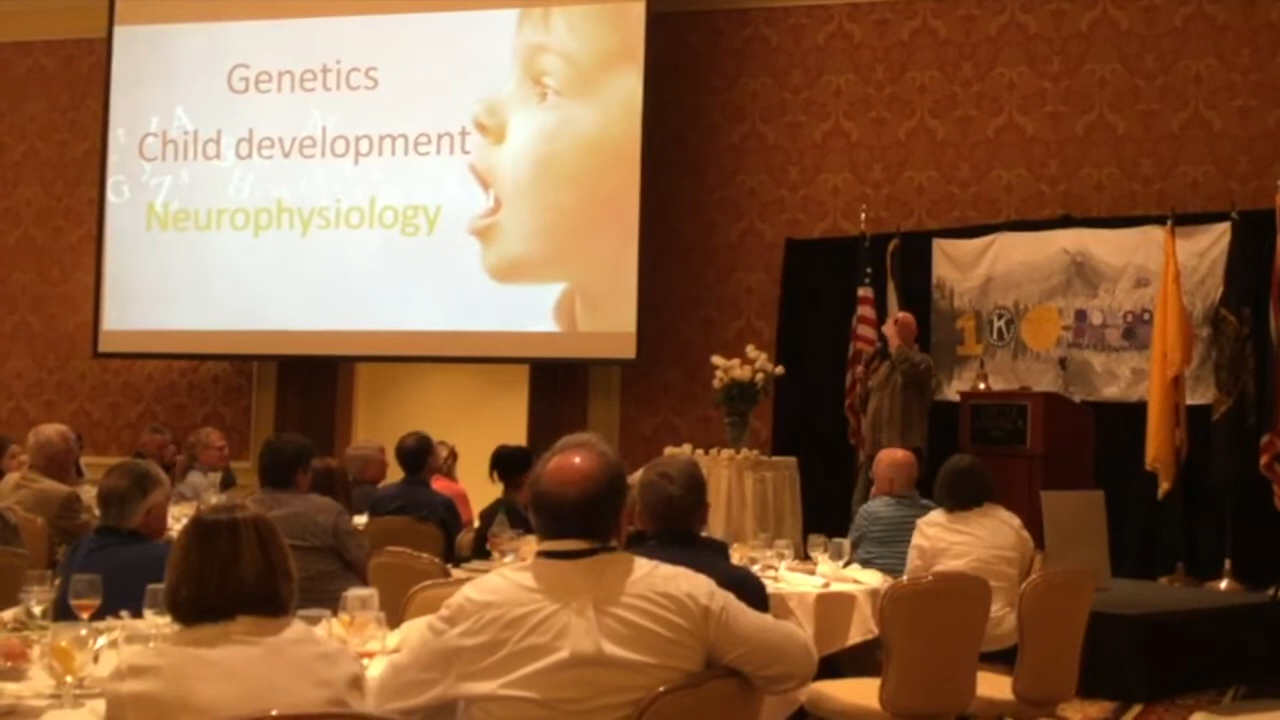 Genetics
Child development
Neurophysiology
G
Z
H
A
K